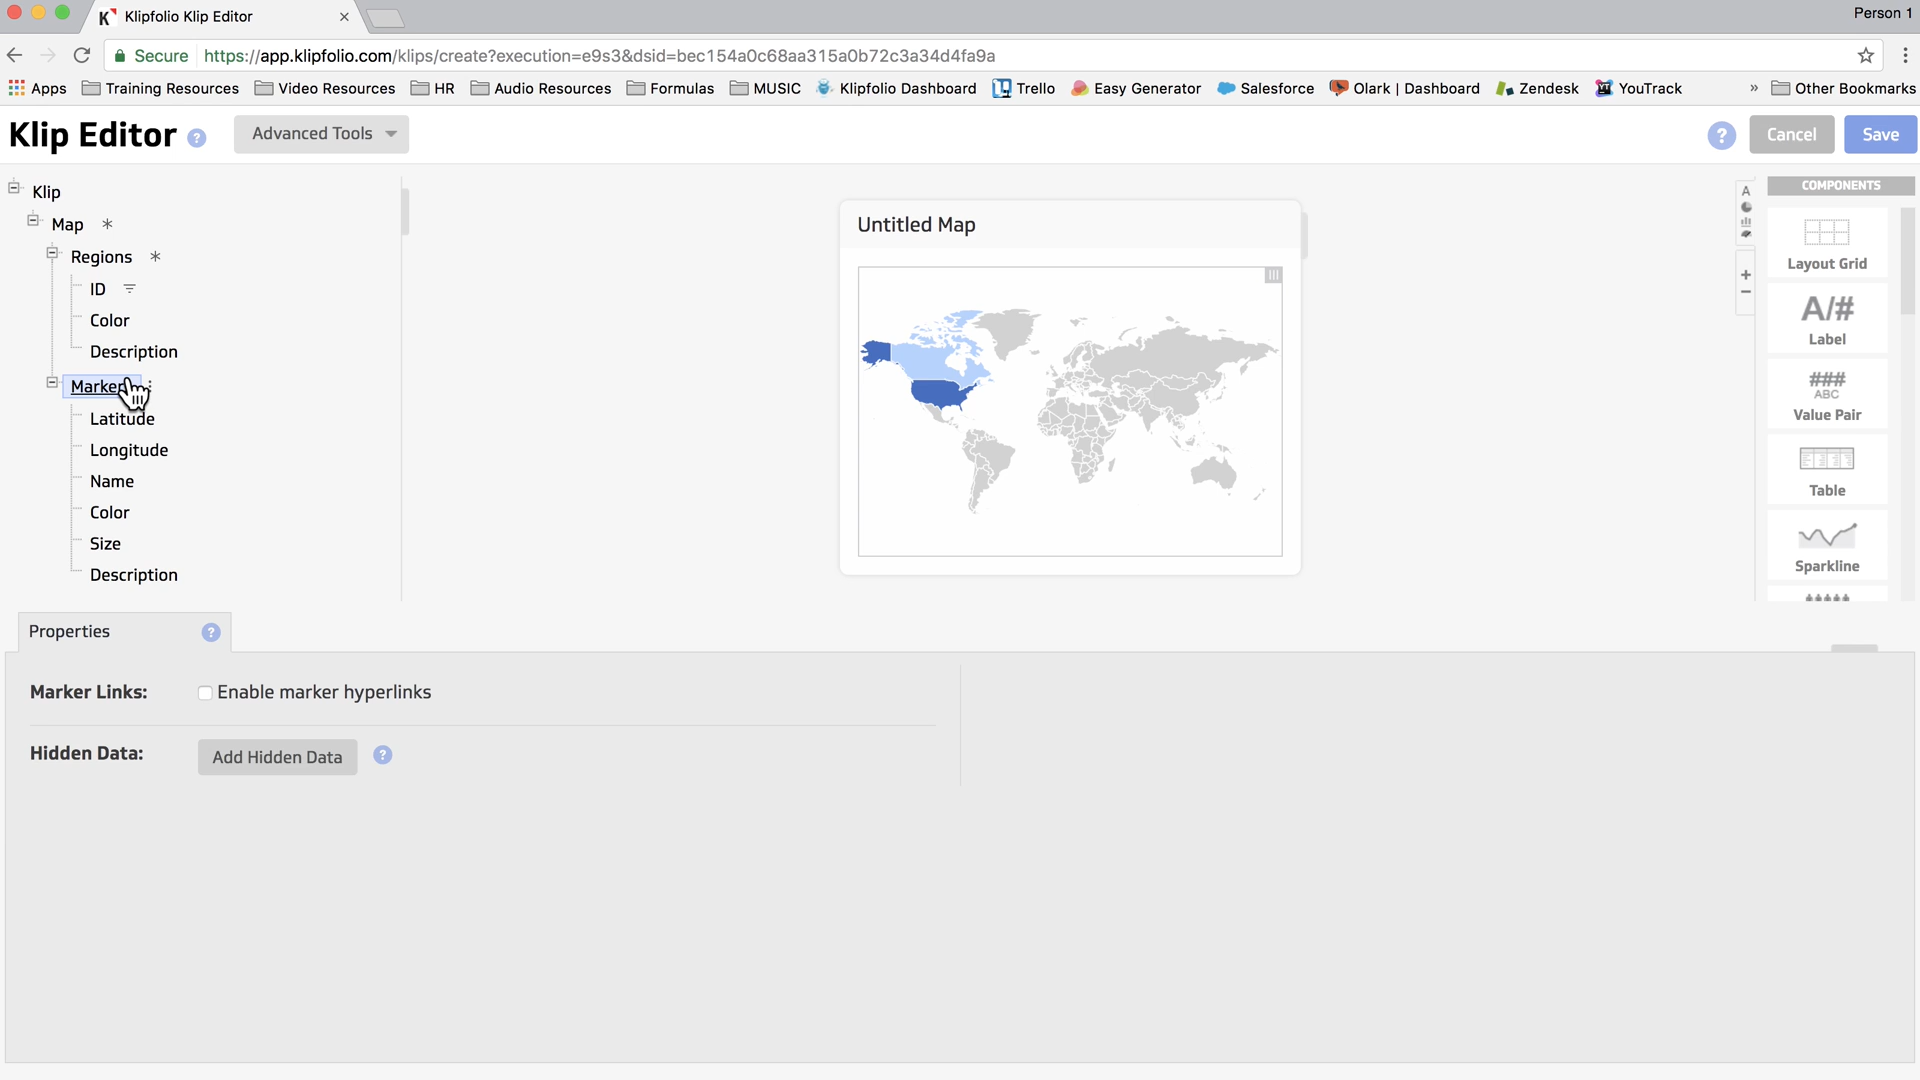 Klipfolio Klip Editor
Person 1
Secure https://app.klipfolio.com/klips/create?execution=e9s3&dsid=bec154a0c68aa315a0b72c3a34d4fa9a
Apps Training Resources Video Resources HR Audio Resources Formulas MUSIC Klipfolio Dashboard Trello Easy Generator Salesforce Olark | Dashboard Zendesk YouTrack » Other Bookmarks
Klip Editor ? Advanced Tools ? Cancel Save
Klip
Map *
Regions *
ID
Color
Description
Latitude
Longitude
Name
Color
Size
Description
Untitled Map
A
+
−
COMPONENTS
Layout Grid
A/#
Label
###
ABC
Value Pair
Table
Sparkline
Properties ?
Marker Links: Enable marker hyperlinks
Hidden Data: Add Hidden Data ?